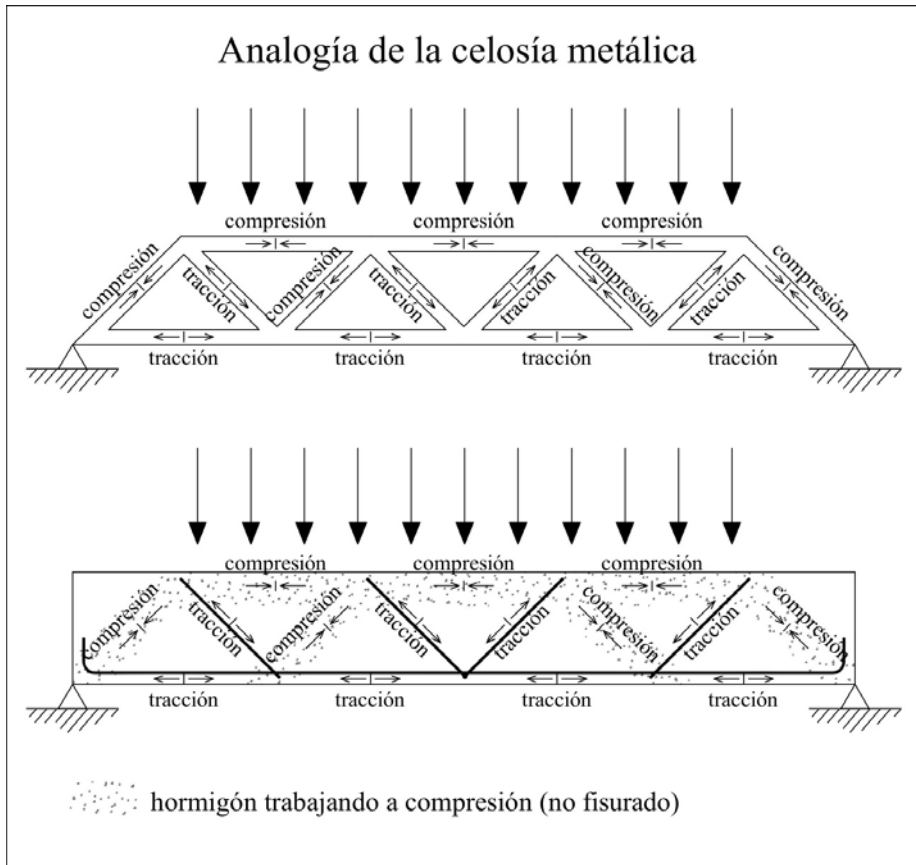 Analogía de la celosía metálica
compresión compresión compresión
compresión tracción compresión tracción tracción compresión tracción compresión
tracción tracción tracción tracción
compresión compresión compresión
compresión tracción compresión tracción tracción compresión tracción compresión
tracción tracción tracción tracción
hormigón trabajando a compresión (no fisurado)